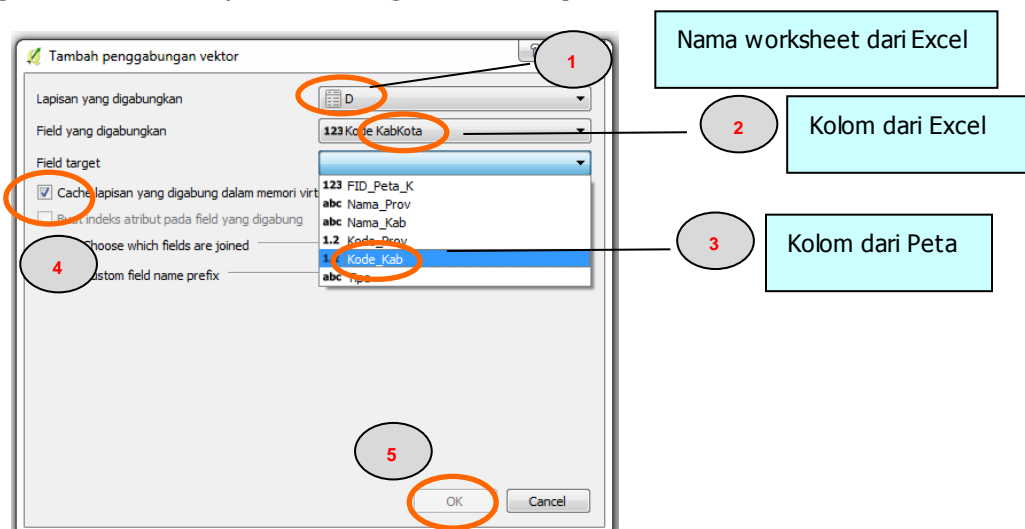 Nama worksheet dari Excel
Tambah penggabungan vektor
1
Lapisan yang digabungkan
D
Field yang digabungkan
123 Kode KabKota
2
Kolom dari Excel
Field target
Cache lapisan yang digabung dalam memori virt
123 FID_Peta_K
abc Nama_Prov
indeks atribut pada field yang digabung
abc Nama_Kab
Choose which fields are joined
1.2 Kode_Prov
Kode_Kab
3
Kolom dari Peta
4
ustom field name prefix
abc
5
OK
Cancel